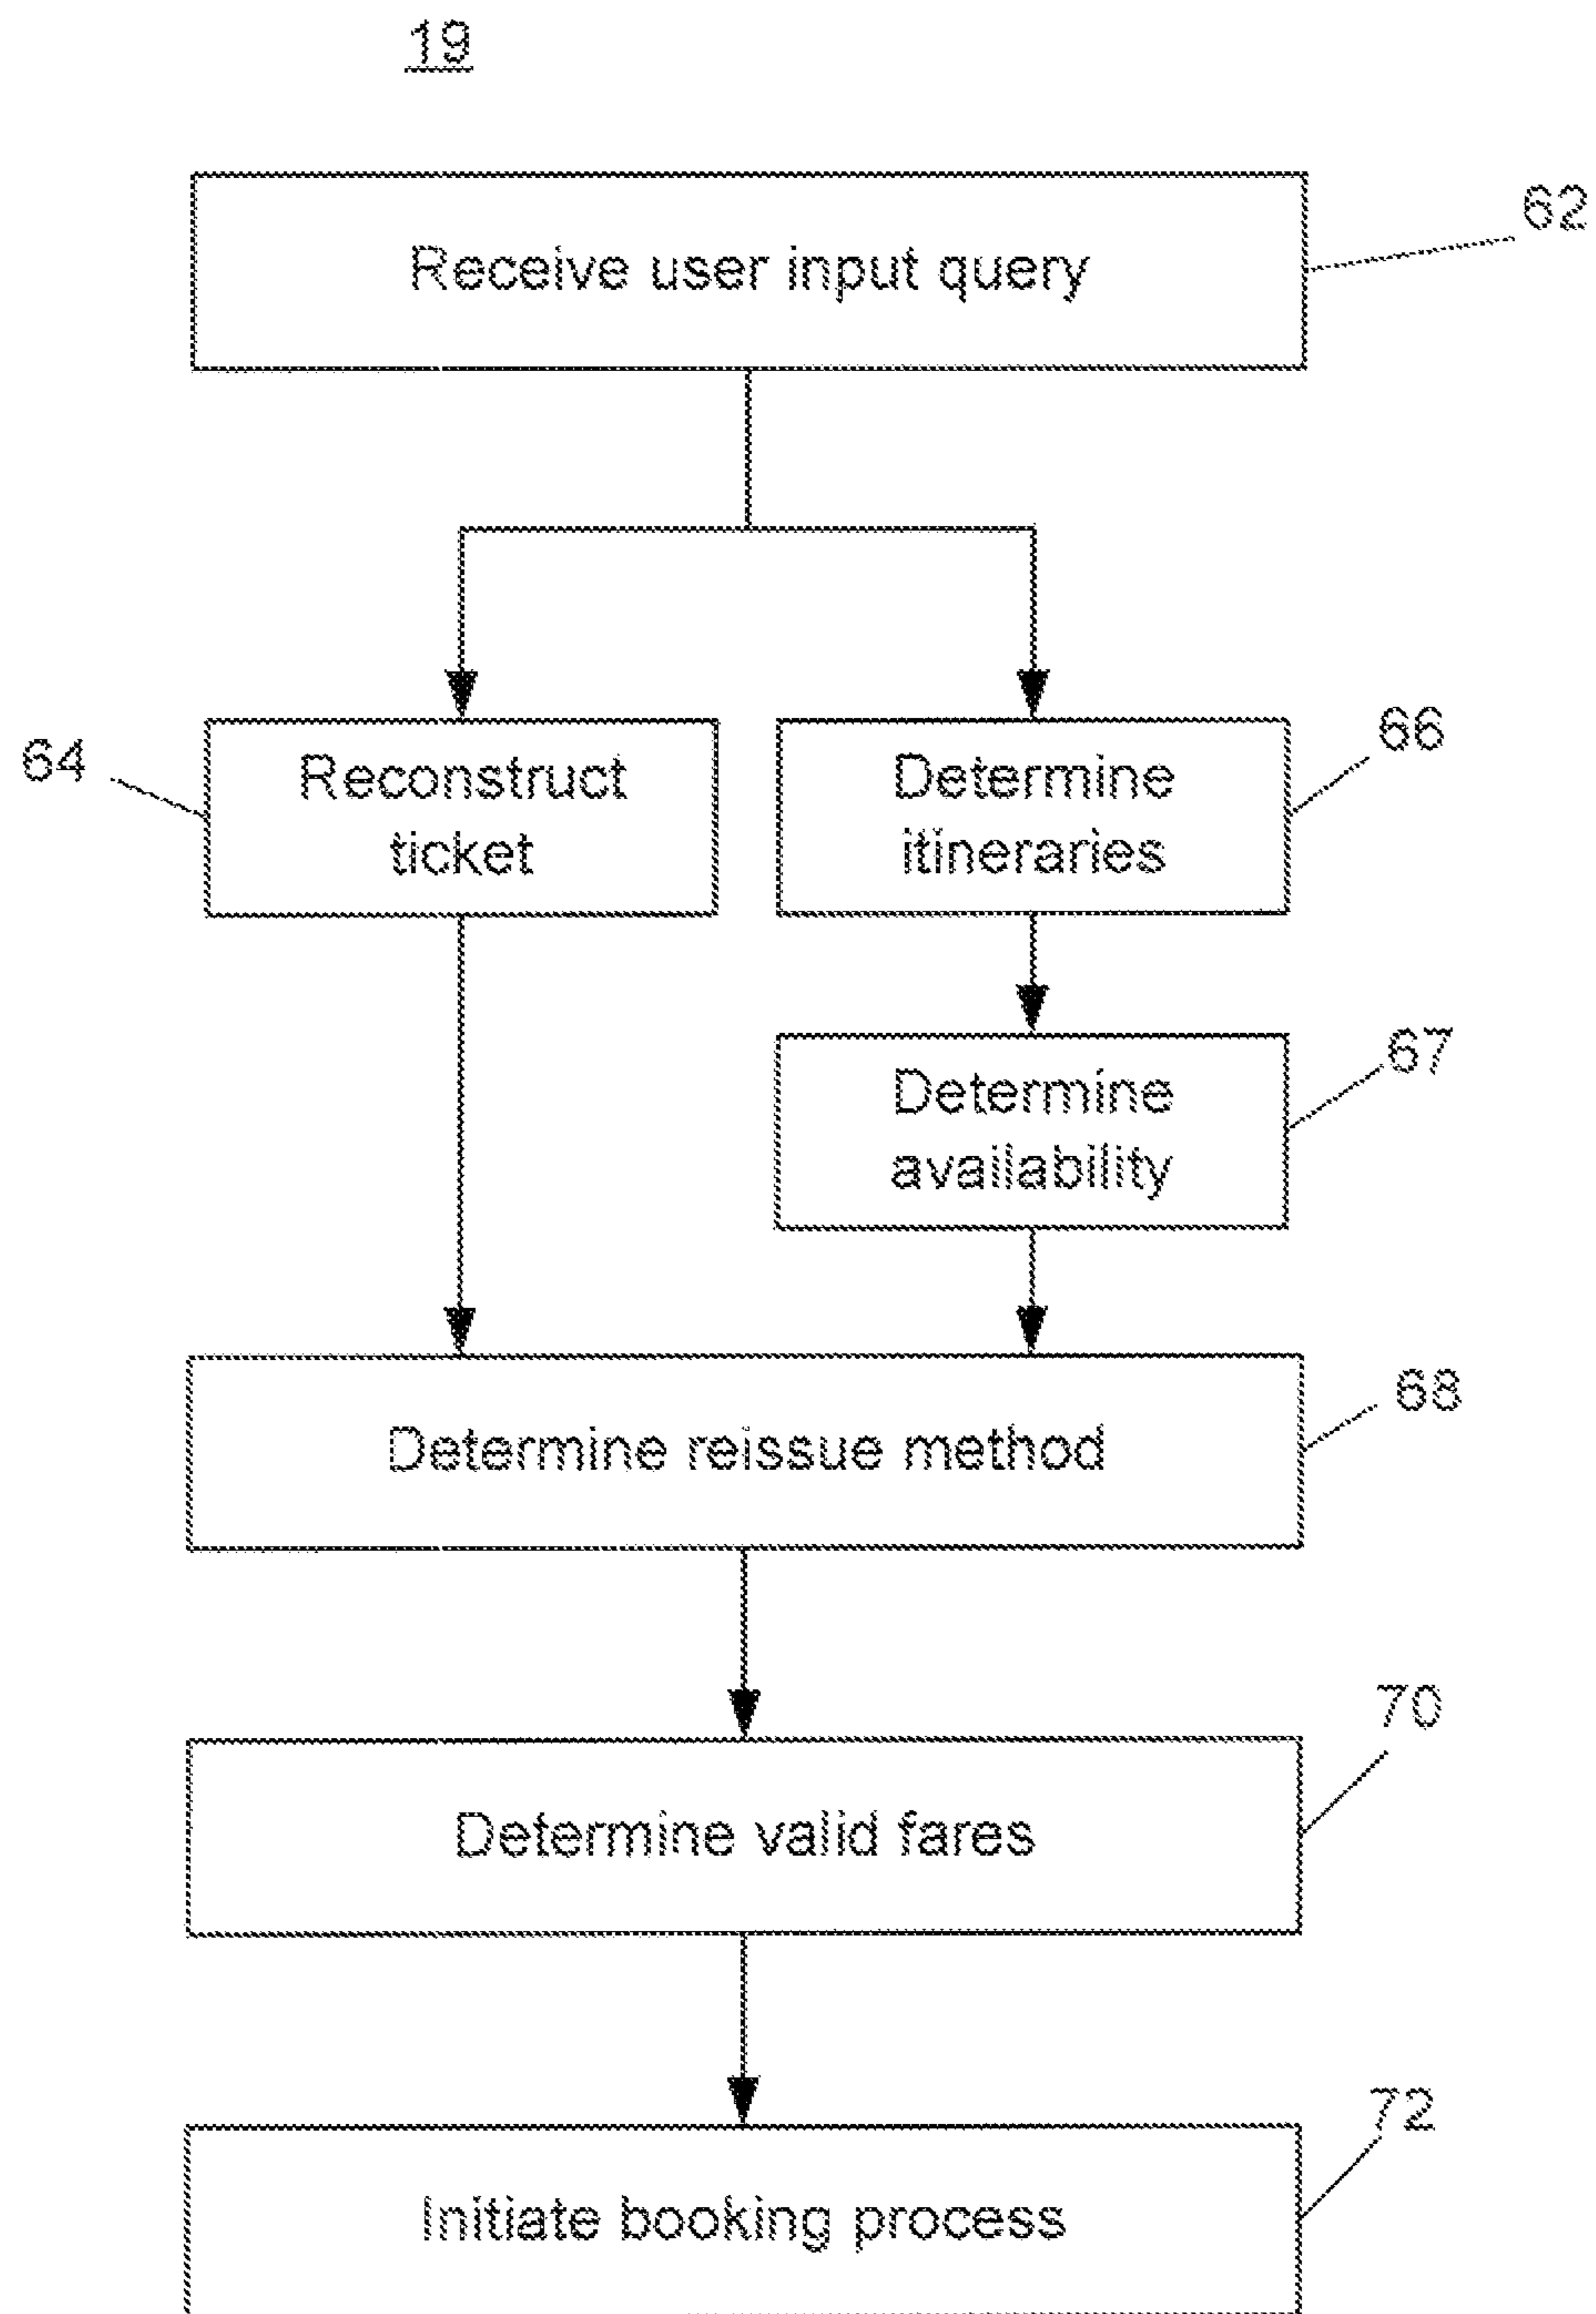 19
Receive user input query
62
64
Reconstruct
ticket
Determine
itineraries
66
Determine
availability
67
Determine reissue method
68
Determine valid fares
70
Initiate booking process
72